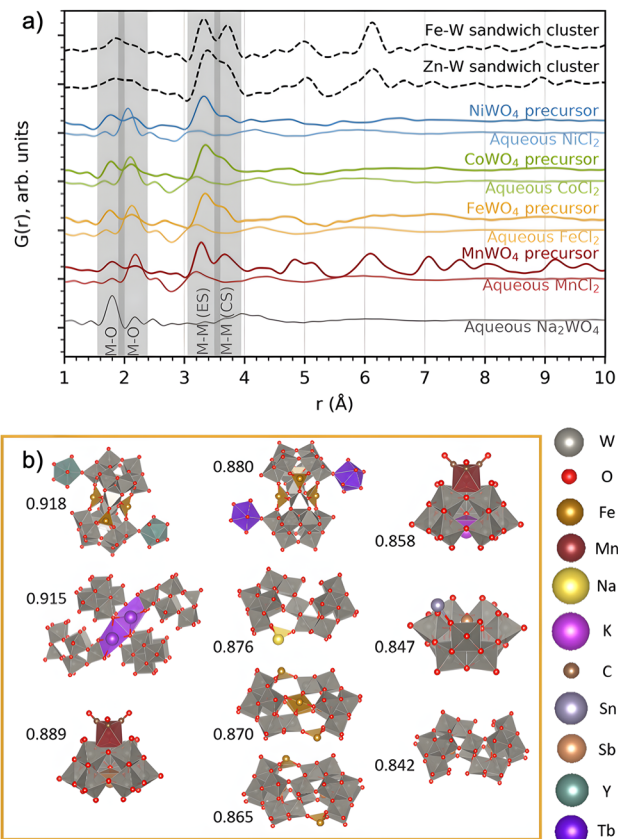 a)
G(r), arb. units
Fe-W sandwich cluster
Zn-W sandwich cluster
NiWO₄ precursor
Aqueous NiCl₂
CoWO₄ precursor
Aqueous CoCl₂
FeWO₄ precursor
Aqueous FeCl₂
MnWO₄ precursor
Aqueous MnCl₂
Aqueous Na₂WO₄
M-O
M-O
M-M (ES)
M-M (CS)
1 2 3 4 5 6 7 8 9 10
r (Å)
b)
0.918
0.880
0.858
0.915
0.876
0.847
0.889
0.870
0.865
0.842
W
O
Fe
Mn
Na
K
C
Sn
Sb
Y
Tb